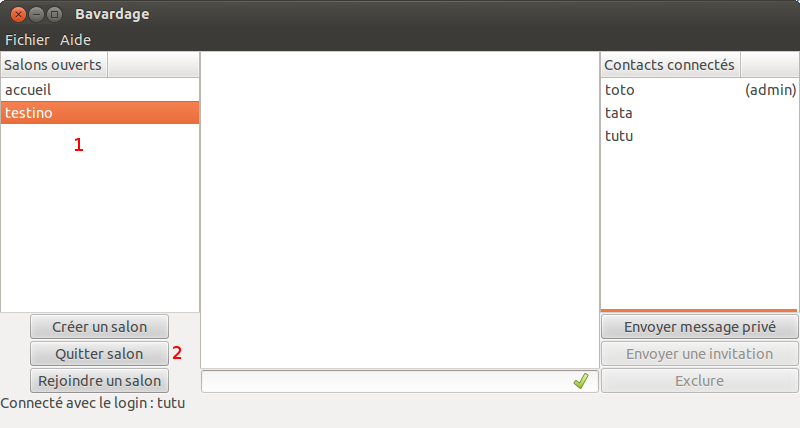 Bavardage
Fichier Aide
Salons ouverts
accueil
testino
1
Créer un salon
Quitter salon 2
Rejoindre un salon
Connecté avec le login : tutu
Contacts connectés
toto (admin)
tata
tutu
Envoyer message privé
Envoyer une invitation
Exclure